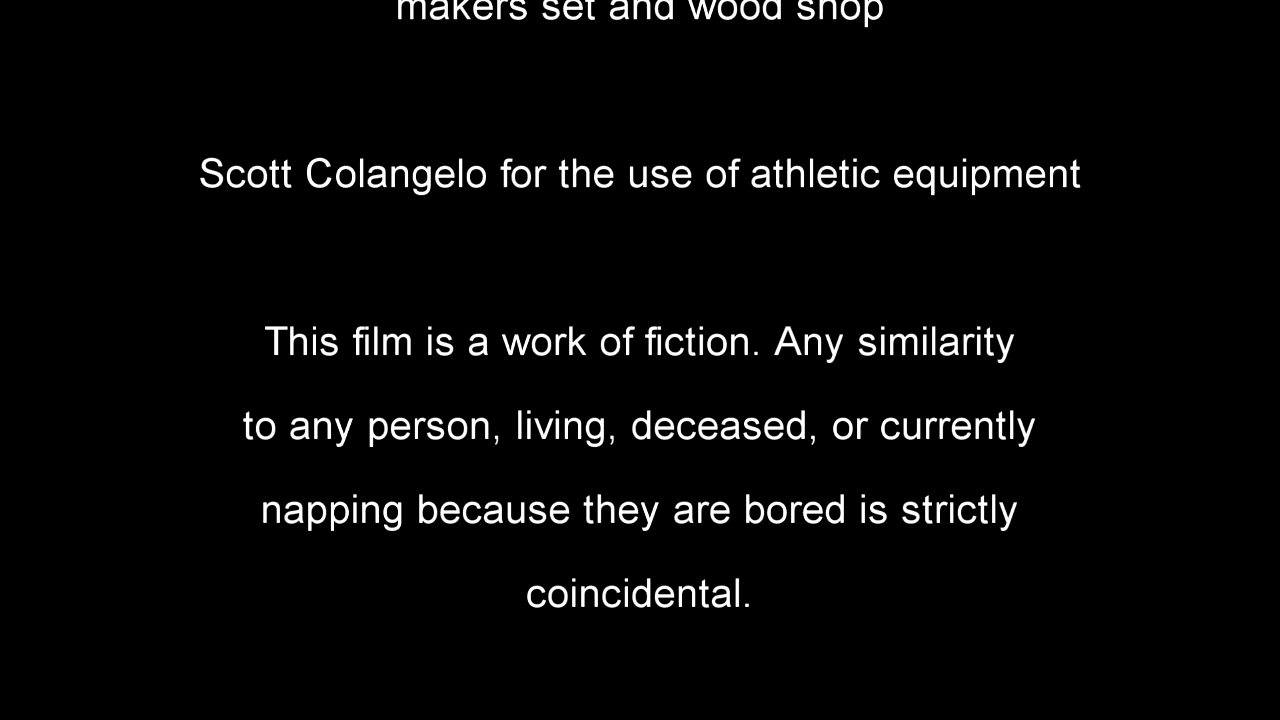 makers set and wood shop
Scott Colangelo for the use of athletic equipment
This film is a work of fiction. Any similarity
to any person, living, deceased, or currently
napping because they are bored is strictly
coincidental.